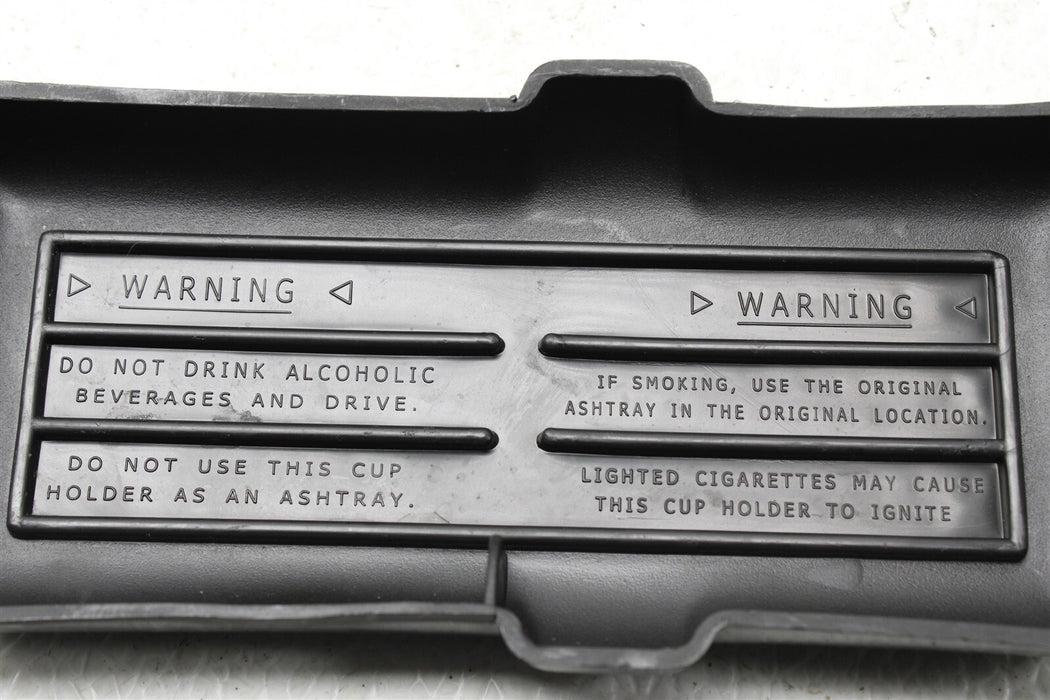 ▷ WARNING ◁
DO NOT DRINK ALCOHOLIC
BEVERAGES AND DRIVE.
DO NOT USE THIS CUP
HOLDER AS AN ASHTRAY.
▷ WARNING ◁
IF SMOKING, USE THE ORIGINAL
ASHTRAY IN THE ORIGINAL LOCATION.
LIGHTED CIGARETTES MAY CAUSE
THIS CUP HOLDER TO IGNITE